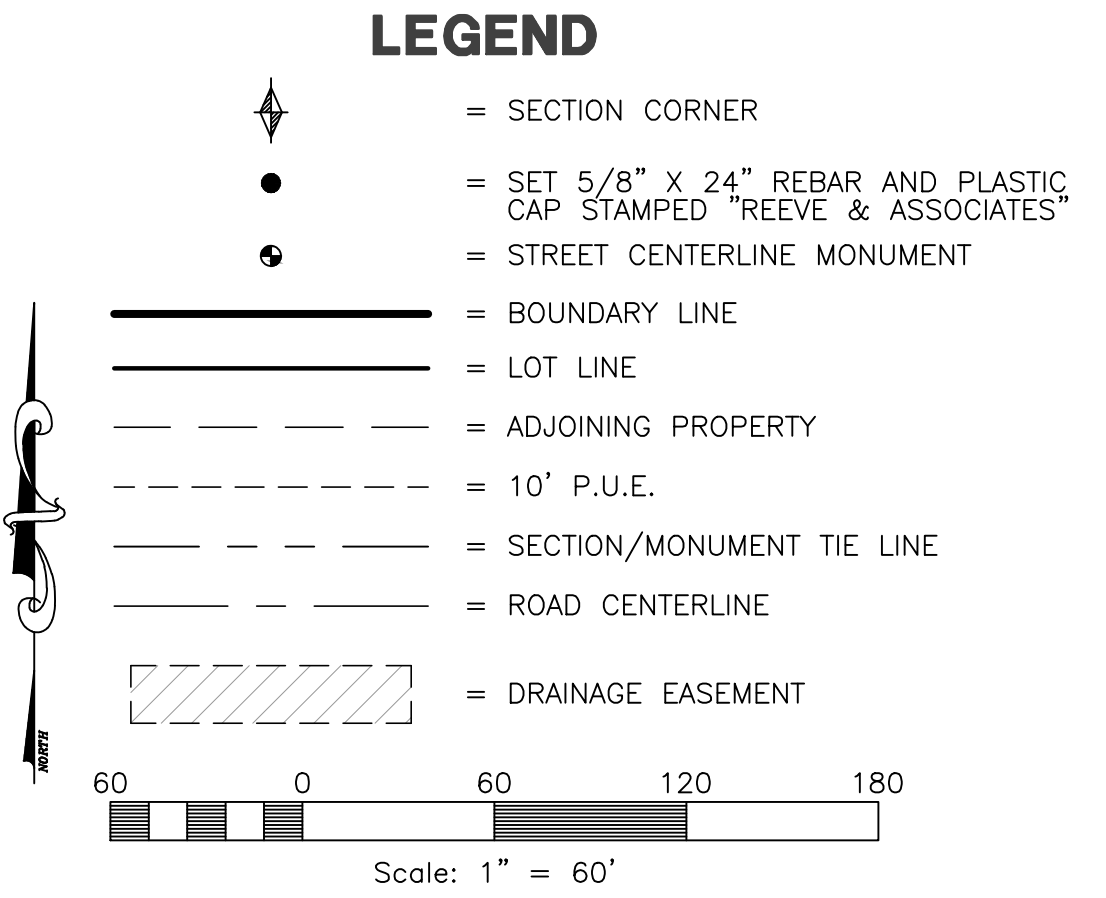 LEGEND
= SECTION CORNER
= SET 5/8" X 24" REBAR AND PLASTIC
CAP STAMPED "REEVE & ASSOCIATES"
= STREET CENTERLINE MONUMENT
= BOUNDARY LINE
= LOT LINE
= ADJOINING PROPERTY
= 10' P.U.E.
= SECTION/MONUMENT TIE LINE
= ROAD CENTERLINE
= DRAINAGE EASEMENT
NORTH
60 0 60 120 180
Scale: 1" = 60'